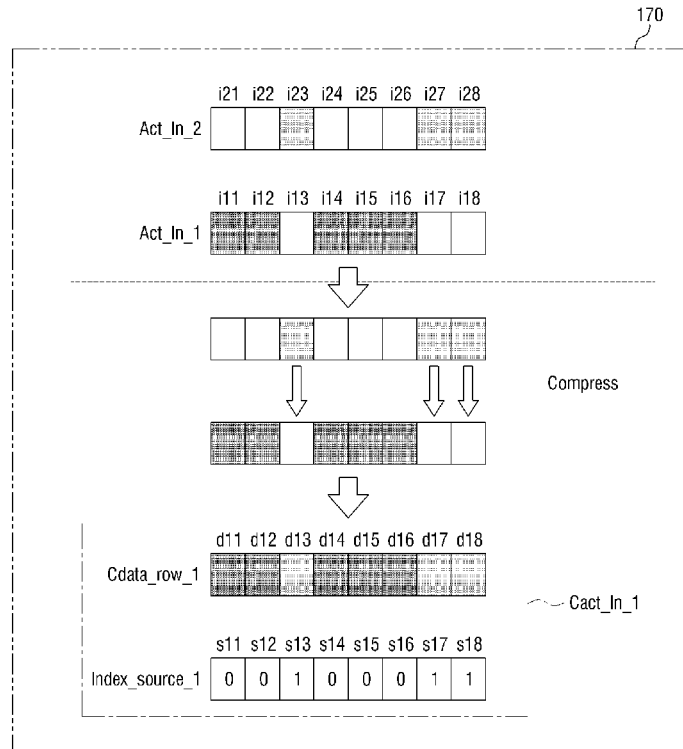 170
i21 i22 i23 i24 i25 i26 i27 i28
Act_In_2
i11 i12 i13 i14 i15 i16 i17 i18
Act_In_1
Compress
d11 d12 d13 d14 d15 d16 d17 d18
Cdata_row_1
Cact_In_1
s11 s12 s13 s14 s15 s16 s17 s18
Index_source_1 0 0 1 0 0 0 1 1